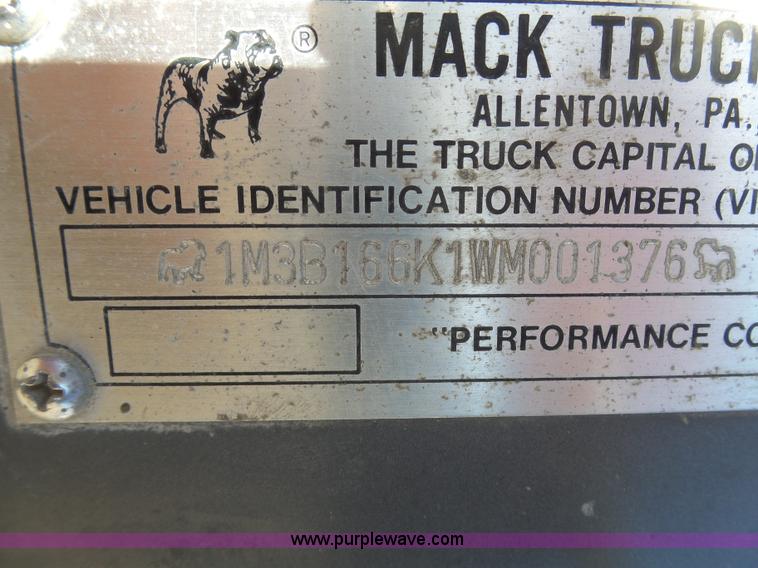 ®
MACK TRUC
ALLENTOWN, PA.,
THE TRUCK CAPITAL O
VEHICLE IDENTIFICATION NUMBER (VI
1M3B166K1WM001376
"PERFORMANCE CO
www.purplewave.com